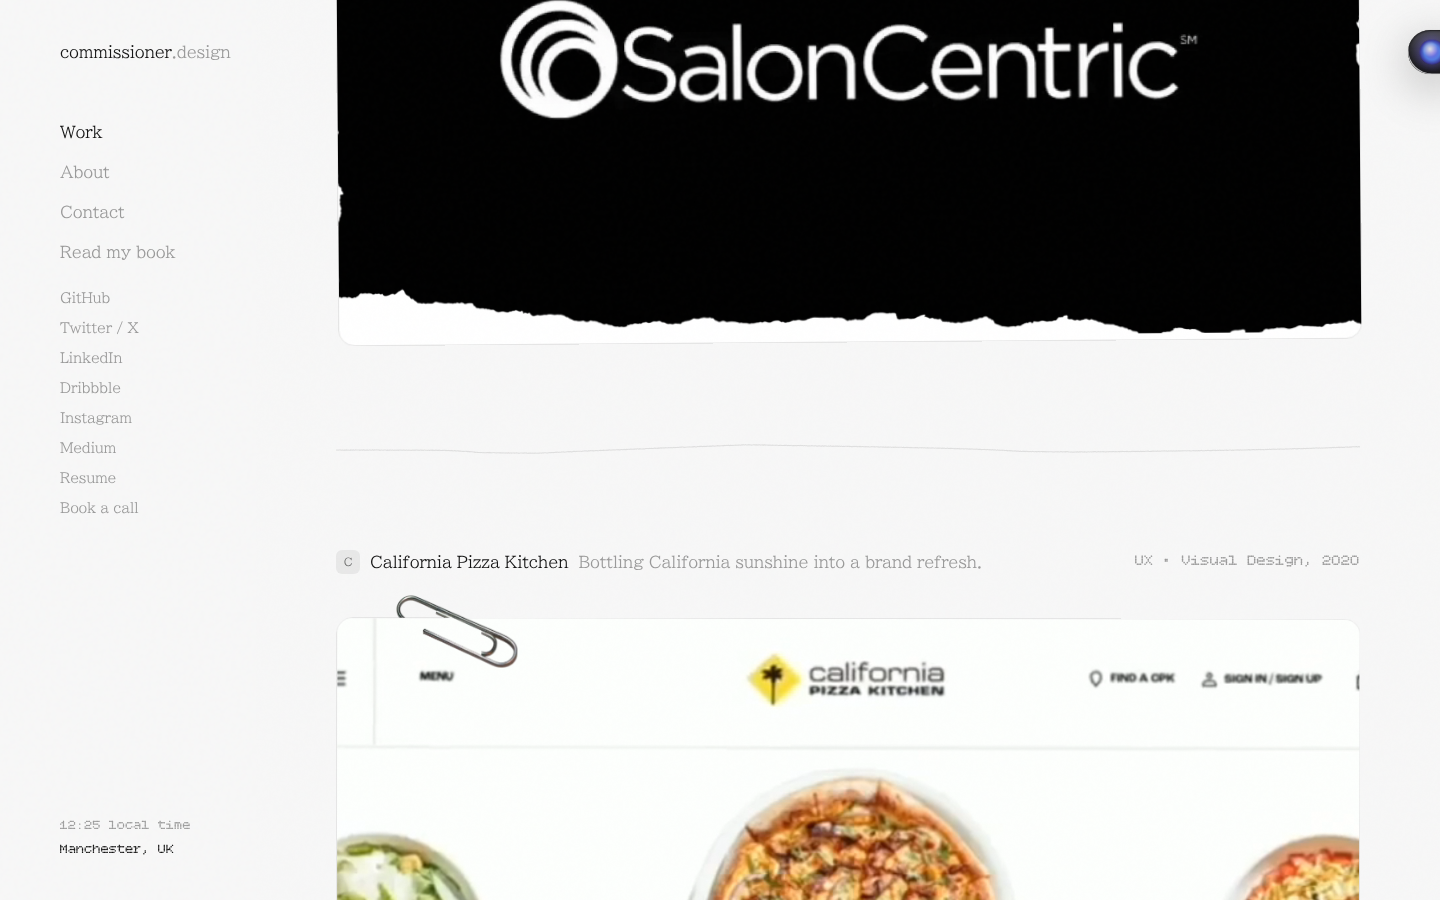 commissioner.design
Work
About
Contact
Read my book
GitHub
Twitter / X
LinkedIn
Dribbble
Instagram
Medium
Resume
Book a call
12:25 local time
Manchester, UK
SalonCentric℠
C California Pizza Kitchen Bottling California sunshine into a brand refresh.
UX • Visual Design, 2020
MENU
california
PIZZA KITCHEN
FIND A CPK
SIGN IN / SIGN UP